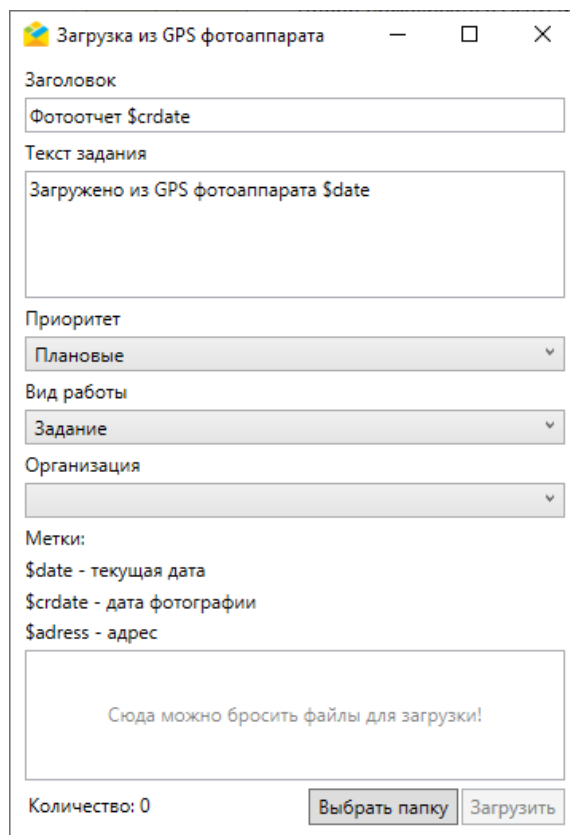 Загрузка из GPS фотоаппарата
Заголовок
Фотоотчет $crdate
Текст задания
Загружено из GPS фотоаппарата $date
Приоритет
Плановые
Вид работы
Задание
Организация
Метки:
$date - текущая дата
$crdate - дата фотографии
$adress - адрес
Сюда можно бросить файлы для загрузки!
Количество: 0 Выбрать папку Загрузить